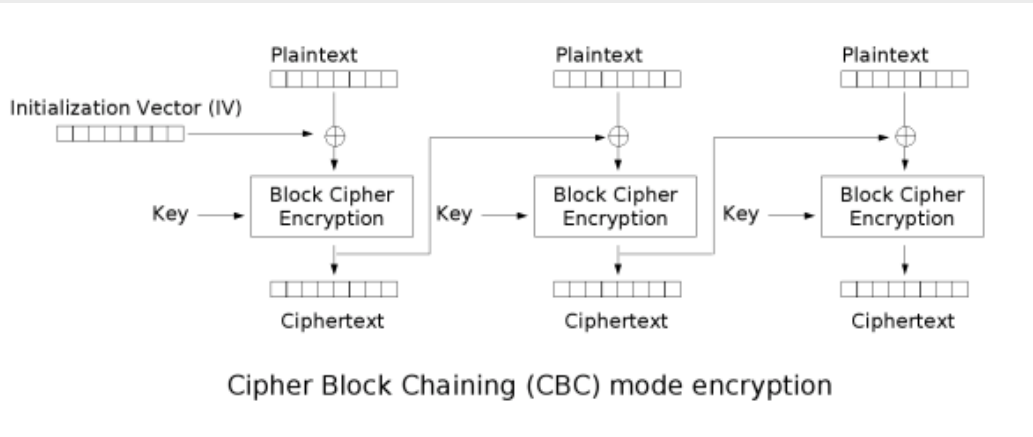 Plaintext
Plaintext
Plaintext
Initialization Vector (IV)
Key
Block Cipher
Encryption
Key
Block Cipher
Encryption
Key
Block Cipher
Encryption
Ciphertext
Ciphertext
Ciphertext
Cipher Block Chaining (CBC) mode encryption